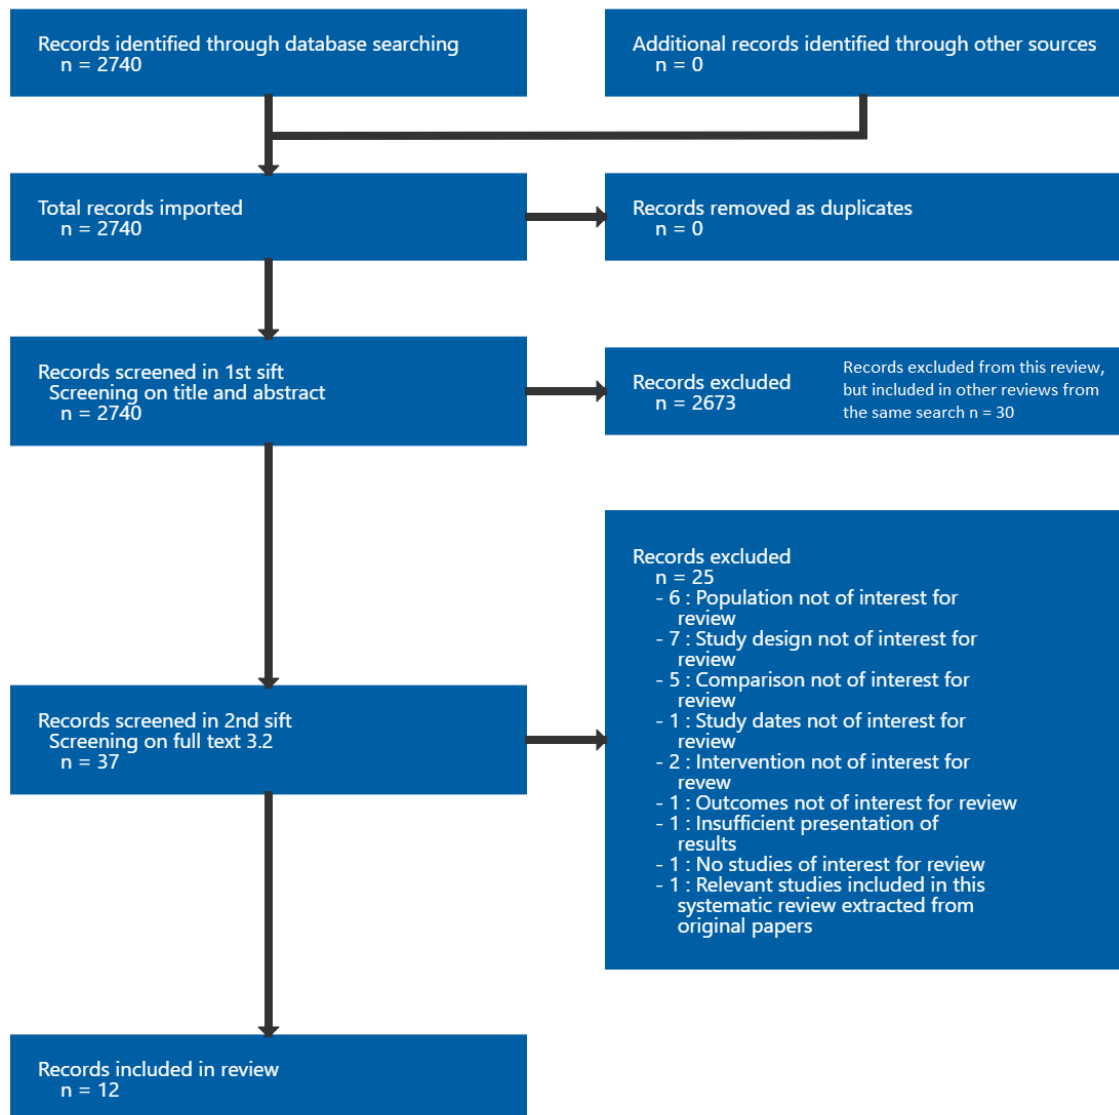 Records identified through database searching
n = 2740
Additional records identified through other sources
n = 0
Total records imported
n = 2740
Records removed as duplicates
n = 0
Records screened in 1st sift
Screening on title and abstract
n = 2740
Records excluded
n = 2673
Records excluded from this review,
but included in other reviews from
the same search n = 30
Records screened in 2nd sift
Screening on full text 3.2
n = 37
Records excluded
n = 25
- 6 : Population not of interest for
review
- 7 : Study design not of interest for
review
- 5 : Comparison not of interest for
review
- 1 : Study dates not of interest for
review
- 2 : Intervention not of interest for
revew
- 1 : Outcomes not of interest for review
- 1 : Insufficient presentation of
results
- 1 : No studies of interest for review
- 1 : Relevant studies included in this
systematic review extracted from
original papers
Records included in review
n = 12